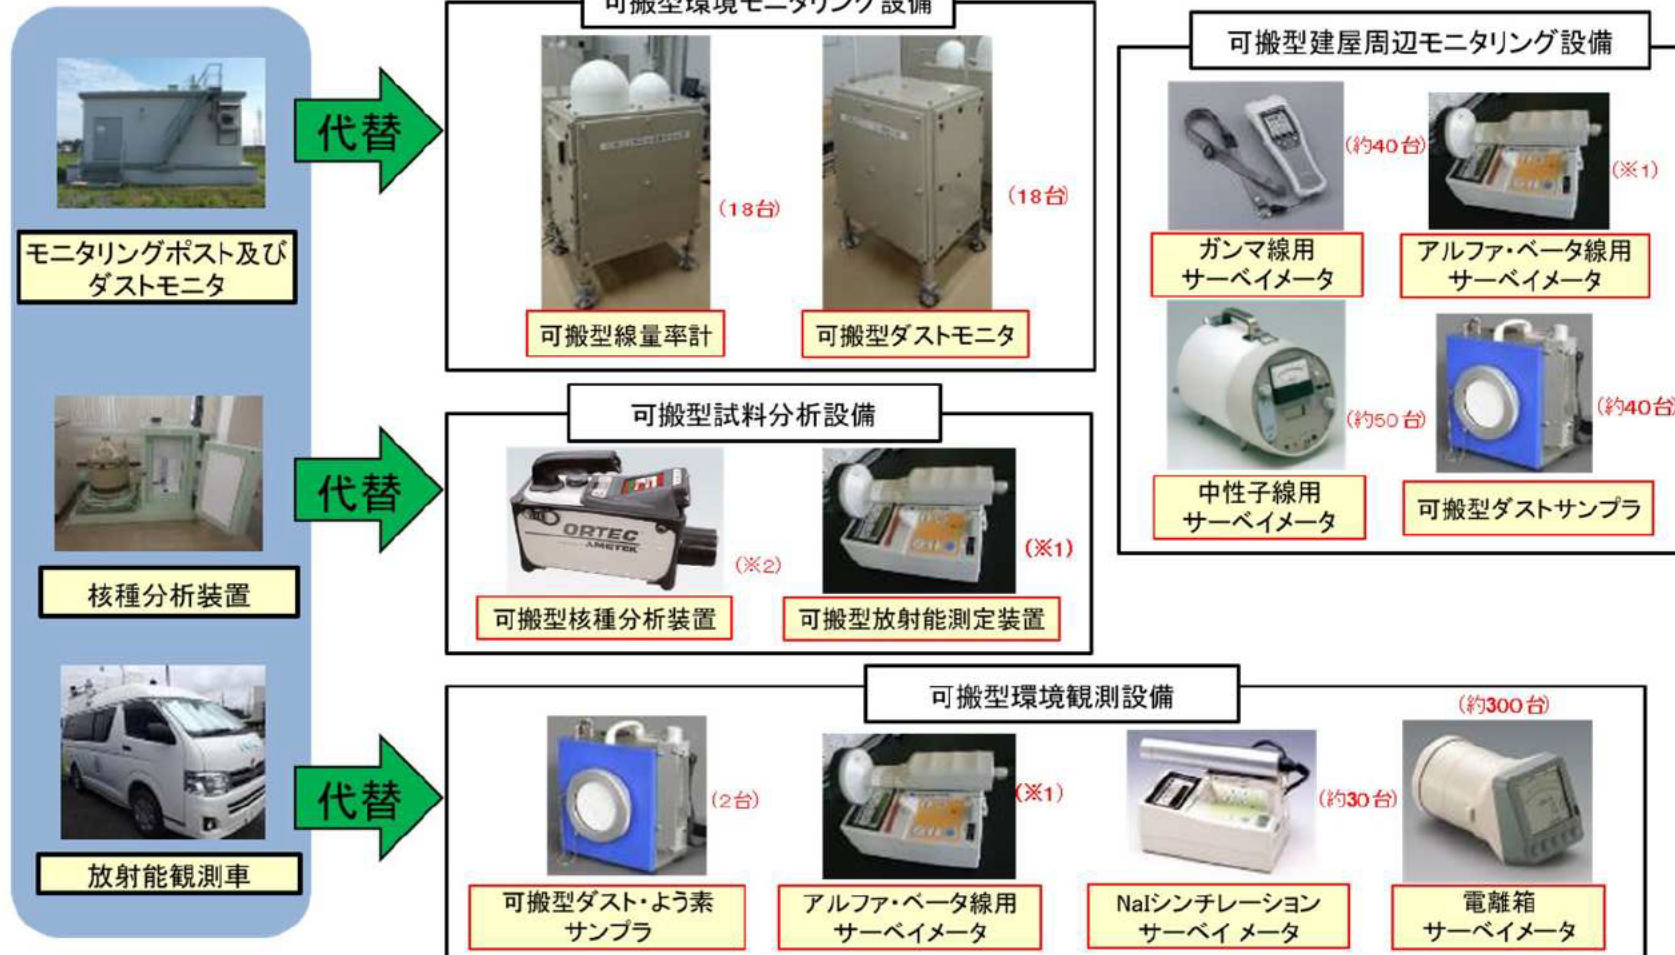 可搬型環境モニタリング設備
代替
(18台)
(18台)
モニタリングポスト及び
ダストモニタ
可搬型線量率計
可搬型ダストモニタ
可搬型建屋周辺モニタリング設備
(約40台)
(※1)
ガンマ線用
サーベイメータ
アルファ・ベータ線用
サーベイメータ
(約50台)
(約40台)
中性子線用
サーベイメータ
可搬型ダストサンプラ
可搬型試料分析設備
代替
ORTEC
AMETEK
(※2)
(※1)
核種分析装置
可搬型核種分析装置
可搬型放射能測定装置
可搬型環境観測設備
代替
(2台)
(※1)
(約30台)
(約300台)
放射能観測車
可搬型ダスト・よう素
サンプラ
アルファ・ベータ線用
サーベイメータ
NaIシンチレーション
サーベイメータ
電離箱
サーベイメータ